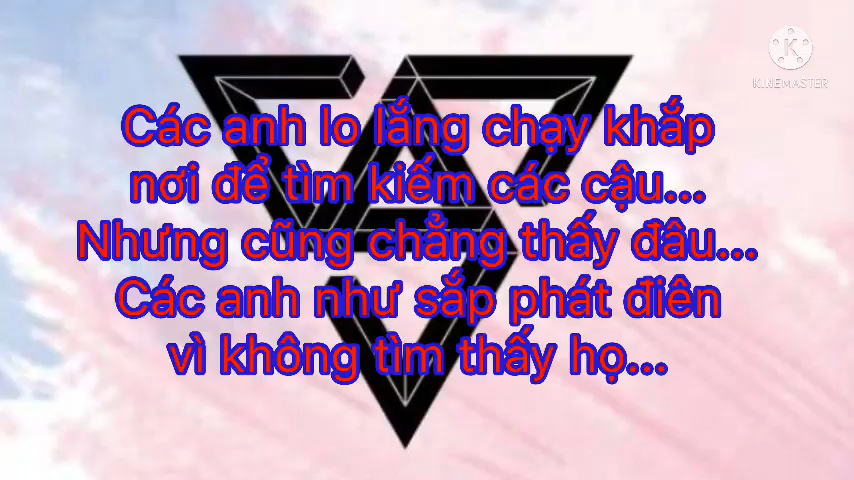 KINEMASTER
Các anh lo lắng chạy khắp
nơi để tìm kiếm các cậu...
Nhưng cũng chẳng thấy đâu...
Các anh như sắp phát điên
vì không tìm thấy họ...